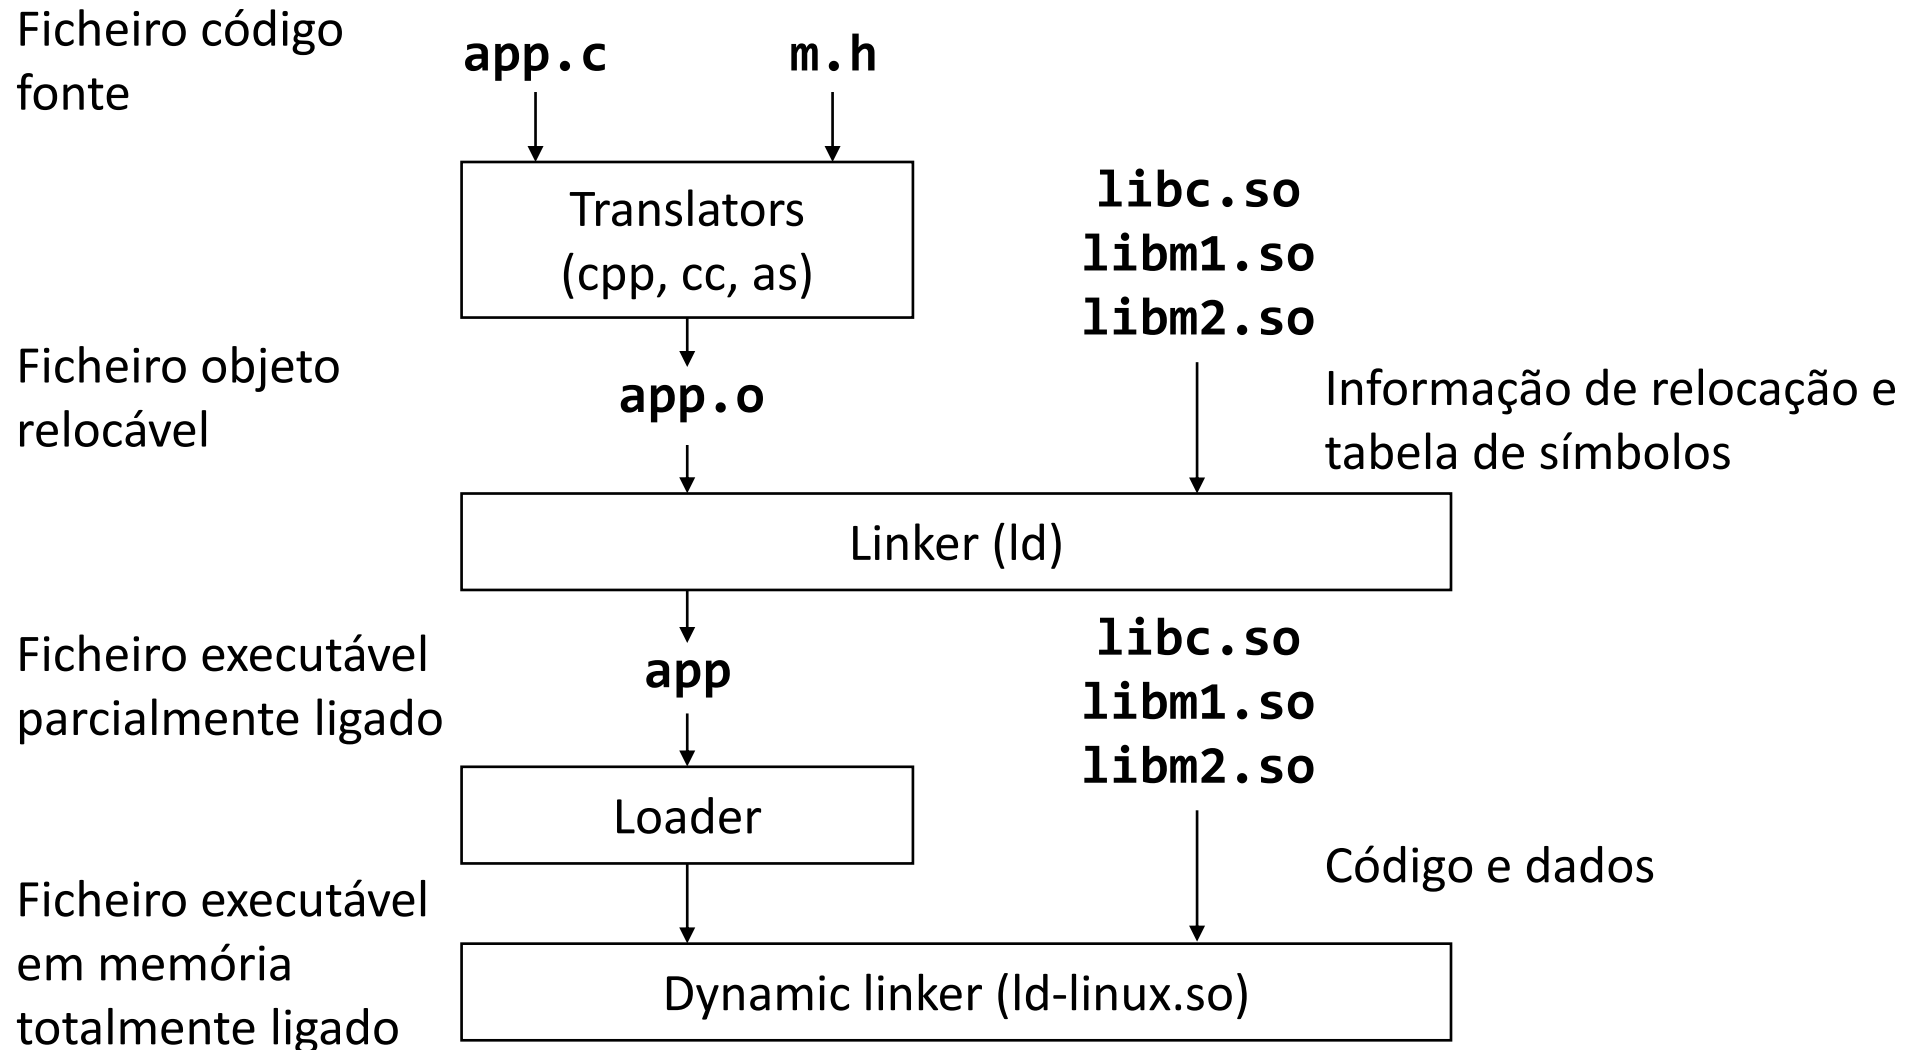 Ficheiro código
fonte
app.c
m.h
Translators
(cpp, cc, as)
libc.so
libm1.so
libm2.so
Ficheiro objeto
relocável
app.o
Informação de relocação e
tabela de símbolos
Linker (ld)
Ficheiro executável
parcialmente ligado
app
libc.so
libm1.so
libm2.so
Loader
Código e dados
Ficheiro executável
em memória
totalmente ligado
Dynamic linker (ld-linux.so)